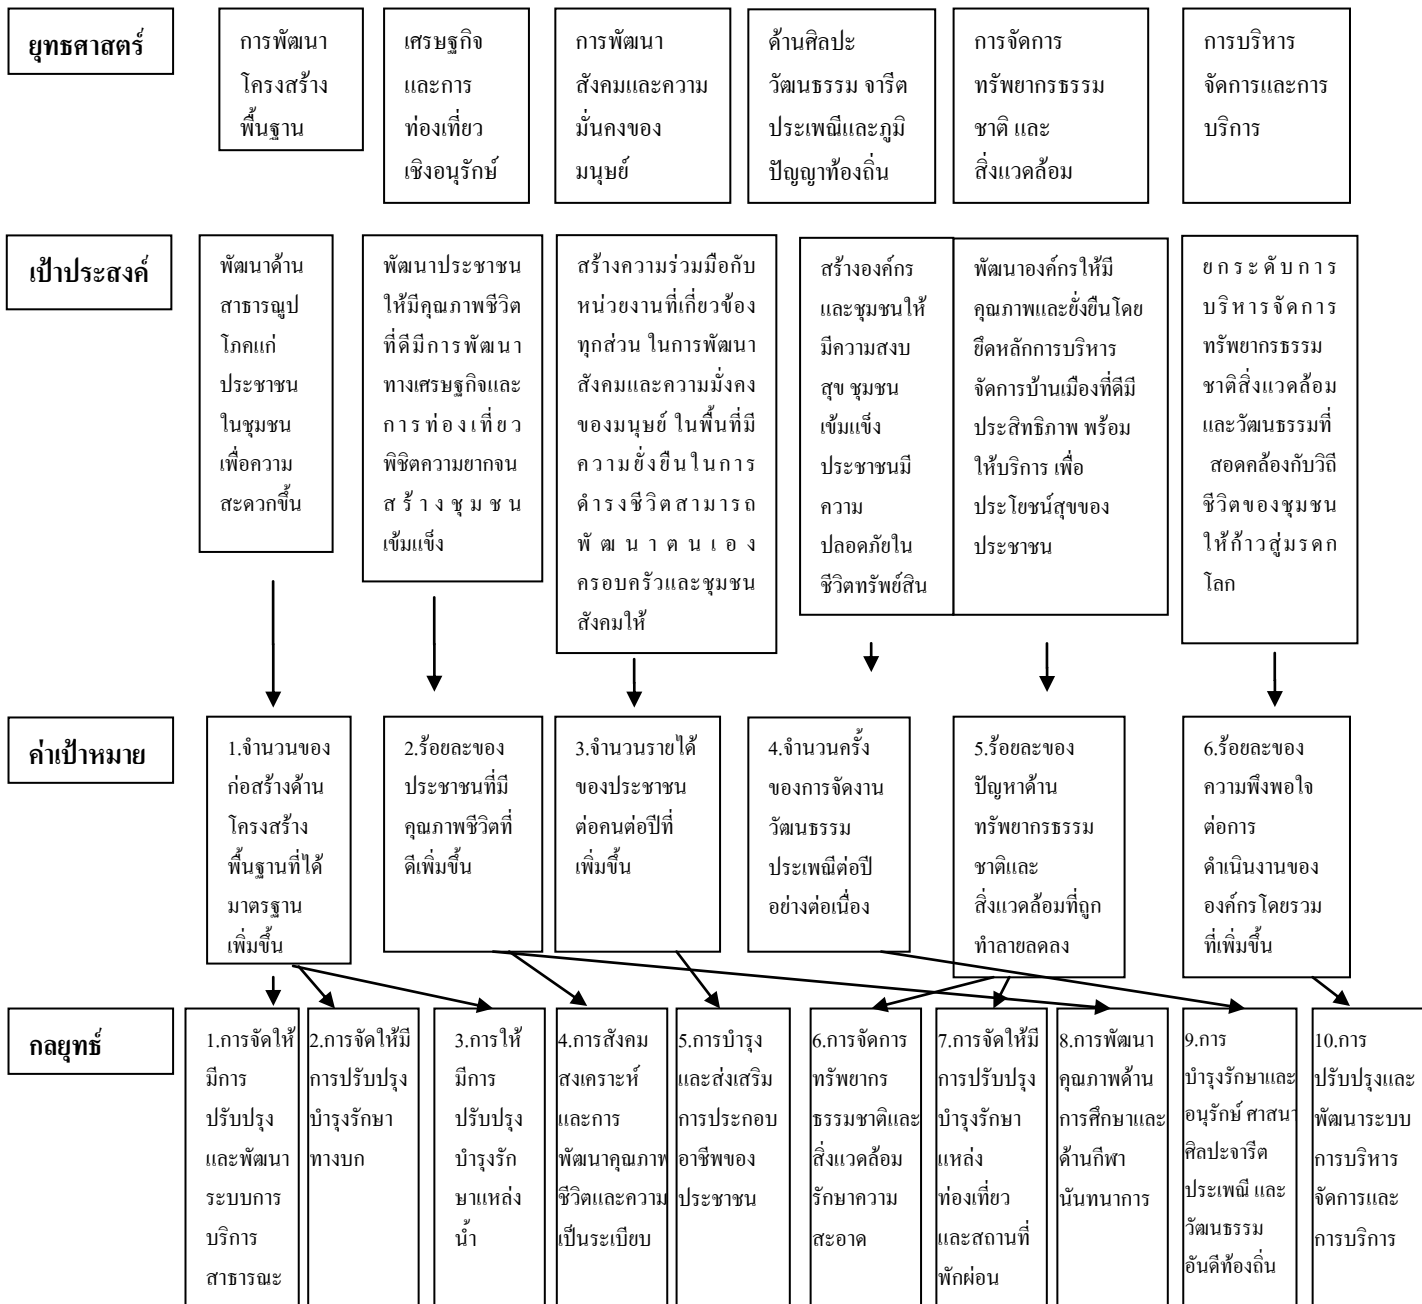 ยุทธศาสตร์
การพัฒนา
โครงสร้าง
พื้นฐาน
เศรษฐกิจ
และการ
ท่องเที่ยว
เชิงอนุรักษ์
การพัฒนา
สังคมและความ
มั่นคงของ
มนุษย์
ด้านศิลปะ
วัฒนธรรม จารีต
ประเพณีและภูมิ
ปัญญาท้องถิ่น
การจัดการ
ทรัพยากรธรรม
ชาติ และ
สิ่งแวดล้อม
การบริหาร
จัดการและการ
บริการ
เป้าประสงค์
พัฒนาด้าน
สาธารณูป
โภคแก่
ประชาชน
ในชุมชน
เพื่อความ
สะดวกขึ้น
พัฒนาประชาชน
ให้มีคุณภาพชีวิต
ที่ดีมีการพัฒนา
ทางเศรษฐกิจและ
การท่องเที่ยว
พิชิตความยากจน
สร้างชุมชน
เข้มแข็ง
สร้างความร่วมมือกับ
หน่วยงานที่เกี่ยวข้อง
ทุกส่วน ในการพัฒนา
สังคมและความมั่งคง
ของมนุษย์ ในพื้นที่มี
ความยั่งยืนในการ
ดำรงชีวิตสามารถ
พัฒนาตนเอง
ครอบครัวและชุมชน
สังคมให้
สร้างองค์กร
และชุมชนให้
มีความสงบ
สุข ชุมชน
เข้มแข็ง
ประชาชนมี
ความ
ปลอดภัยใน
ชีวิตทรัพย์สิน
พัฒนาองค์กรให้มี
คุณภาพและยั่งยืนโดย
ยึดหลักการบริหาร
จัดการบ้านเมืองที่ดีมี
ประสิทธิภาพ พร้อม
ให้บริการ เพื่อ
ประโยชน์สุขของ
ประชาชน
ยกระดับการ
บริหารจัดการ
ทรัพยากรธรรม
ชาติสิ่งแวดล้อม
และวัฒนธรรมที่
สอดคล้องกับวิถี
ชีวิตของชุมชน
ให้ก้าวสู่มรดก
โลก
ค่าเป้าหมาย
1.จำนวนของ
ก่อสร้างด้าน
โครงสร้าง
พื้นฐานที่ได้
มาตรฐาน
เพิ่มขึ้น
2.ร้อยละของ
ประชาชนที่มี
คุณภาพชีวิตที่
ดีเพิ่มขึ้น
3.จำนวนรายได้
ของประชาชน
ต่อคนต่อปีที่
เพิ่มขึ้น
4.จำนวนครั้ง
ของการจัดงาน
วัฒนธรรม
ประเพณีต่อปี
อย่างต่อเนื่อง
5.ร้อยละของ
ปัญหาด้าน
ทรัพยากรธรรม
ชาติและ
สิ่งแวดล้อมที่ถูก
ทำลายลดลง
6.ร้อยละของ
ความพึงพอใจ
ต่อการ
ดำเนินงานของ
องค์กรโดยรวม
ที่เพิ่มขึ้น
กลยุทธ์
1.การจัดให้
มีการ
ปรับปรุง
และพัฒนา
ระบบการ
บริการ
สาธารณะ
2.การจัดให้มี
การปรับปรุง
บำรุงรักษา
ทางบก
3.การให้
มีการ
ปรับปรุง
บำรุงรัก
ษาแหล่ง
น้ำ
4.การสังคม
สงเคราะห์
และการ
พัฒนาคุณภาพ
ชีวิตและความ
เป็นระเบียบ
5.การบำรุง
และส่งเสริม
การประกอบ
อาชีพของ
ประชาชน
6.การจัดการ
ทรัพยากร
ธรรมชาติและ
สิ่งแวดล้อม
รักษาความ
สะอาด
7.การจัดให้มี
การปรับปรุง
บำรุงรักษา
แหล่ง
ท่องเที่ยว
และสถานที่
พักผ่อน
8.การพัฒนา
คุณภาพด้าน
การศึกษาและ
ด้านกีฬา
นันทนาการ
9.การ
บำรุงรักษาและ
อนุรักษ์ ศาสนา
ศิลปะจารีต
ประเพณี และ
วัฒนธรรม
อันดีท้องถิ่น
10.การ
ปรับปรุงและ
พัฒนาระบบ
การบริหาร
จัดการและ
การบริการ